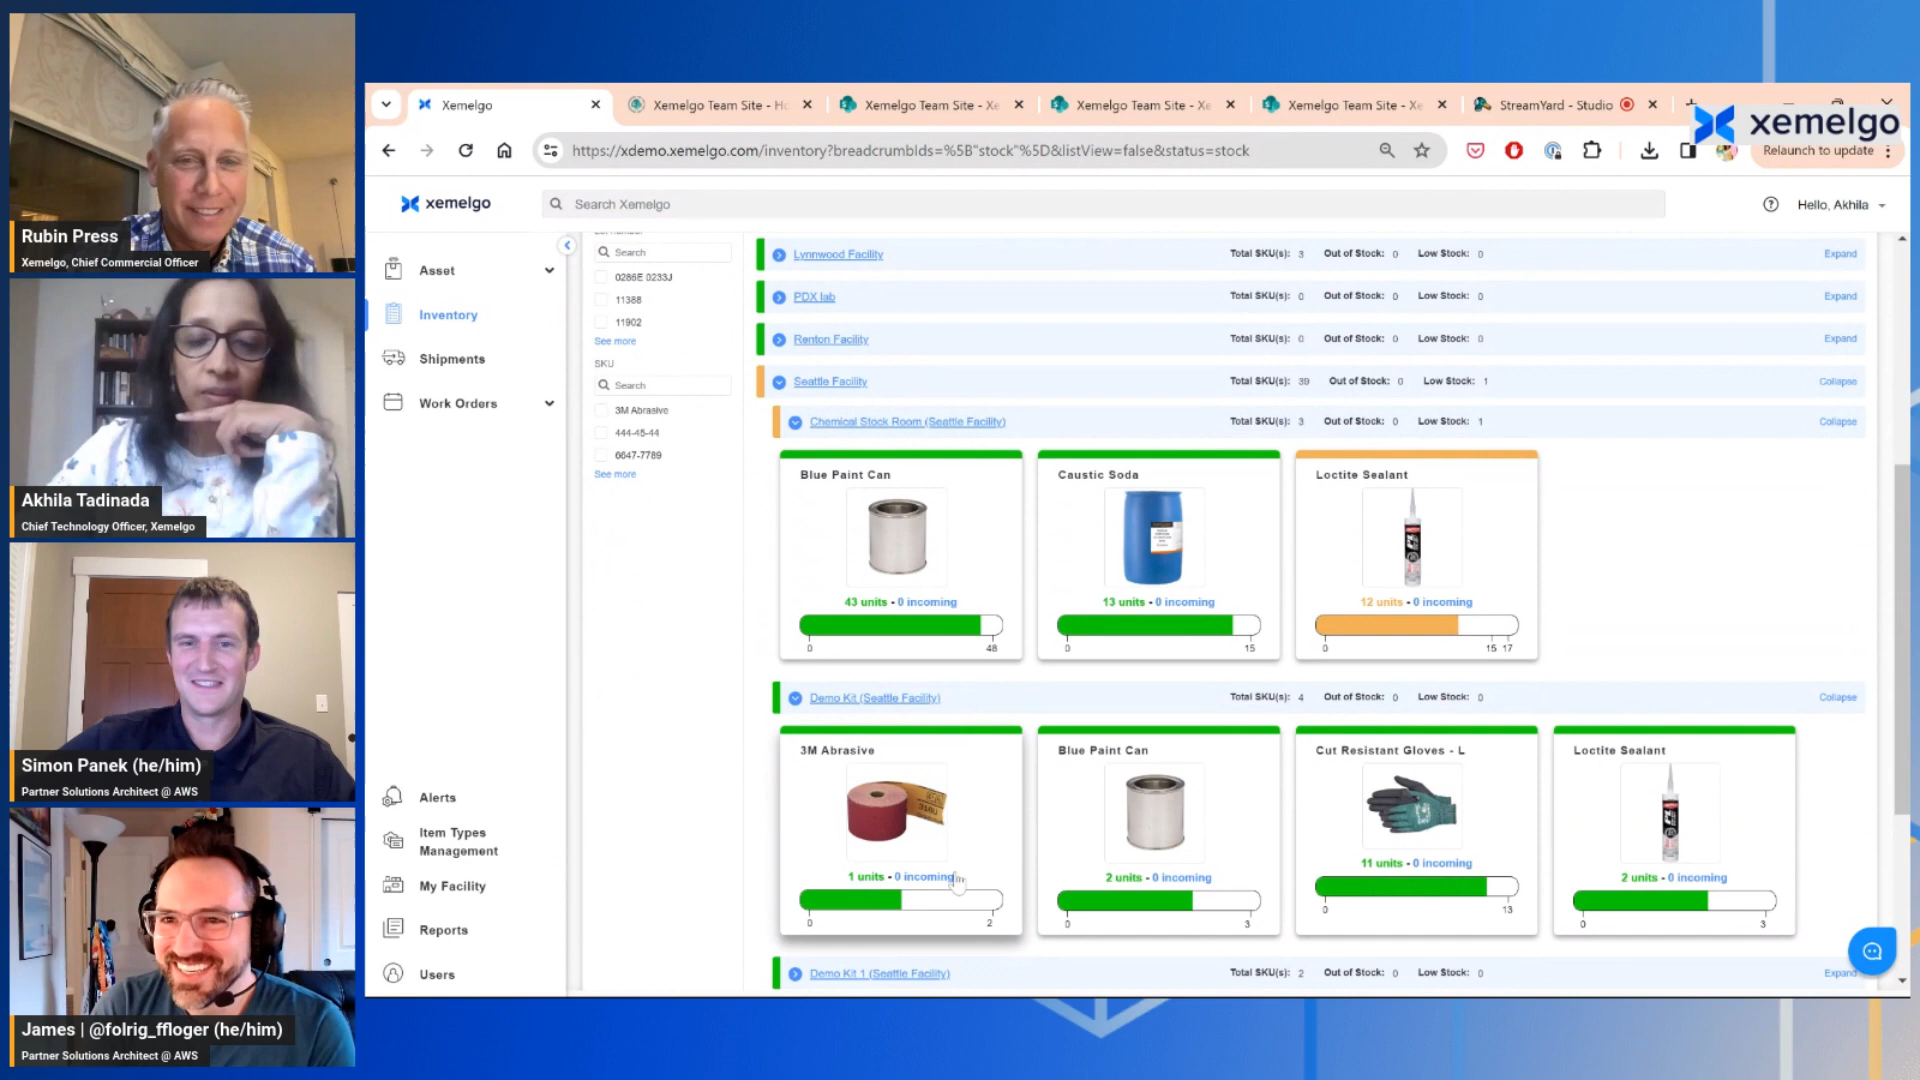 Rubin Press
Xemelgo, Chief Commercial Officer
Akhila Tadinada
Chief Technology Officer, Xemelgo
Simon Panek (he/him)
Partner Solutions Architect @ AWS
James | @folrig_ffloger (he/him)
Partner Solutions Architect @ AWS
Xemelgo
Xemelgo Team Site - Ho
Xemelgo Team Site - Xe
Xemelgo Team Site - Xe
Xemelgo Team Site - Xe
StreamYard - Studio
xemelgo
https://xdemo.xemelgo.com/inventory?breadcrumbIds=%5B"stock"%5D&listView=false&status=stock
Relaunch to update
xemelgo
Search Xemelgo
Hello, Akhila
Asset
Inventory
Shipments
Work Orders
Alerts
Item Types
Management
My Facility
Reports
Users
Search
0286E 0233J
11388
11902
See more
SKU
Search
3M Abrasive
444-45-44
6647-7789
See more
Lynnwood Facility Total SKU(s): 3 Out of Stock: 0 Low Stock: 0 Expand
PDX lab Total SKU(s): 0 Out of Stock: 0 Low Stock: 0 Expand
Renton Facility Total SKU(s): 0 Out of Stock: 0 Low Stock: 0 Expand
Seattle Facility Total SKU(s): 39 Out of Stock: 0 Low Stock: 1 Collapse
Chemical Stock Room (Seattle Facility) Total SKU(s): 3 Out of Stock: 0 Low Stock: 1 Collapse
Blue Paint Can
43 units - 0 incoming
0 48
Caustic Soda
13 units - 0 incoming
0 15
Loctite Sealant
12 units - 0 incoming
0 15 17
Demo Kit (Seattle Facility) Total SKU(s): 4 Out of Stock: 0 Low Stock: 0 Collapse
3M Abrasive
1 units - 0 incoming
0 2
Blue Paint Can
2 units - 0 incoming
0 3
Cut Resistant Gloves - L
11 units - 0 incoming
0 13
Loctite Sealant
2 units - 0 incoming
0 3
Demo Kit 1 (Seattle Facility) Total SKU(s): 2 Out of Stock: 0 Low Stock: 0 Expand